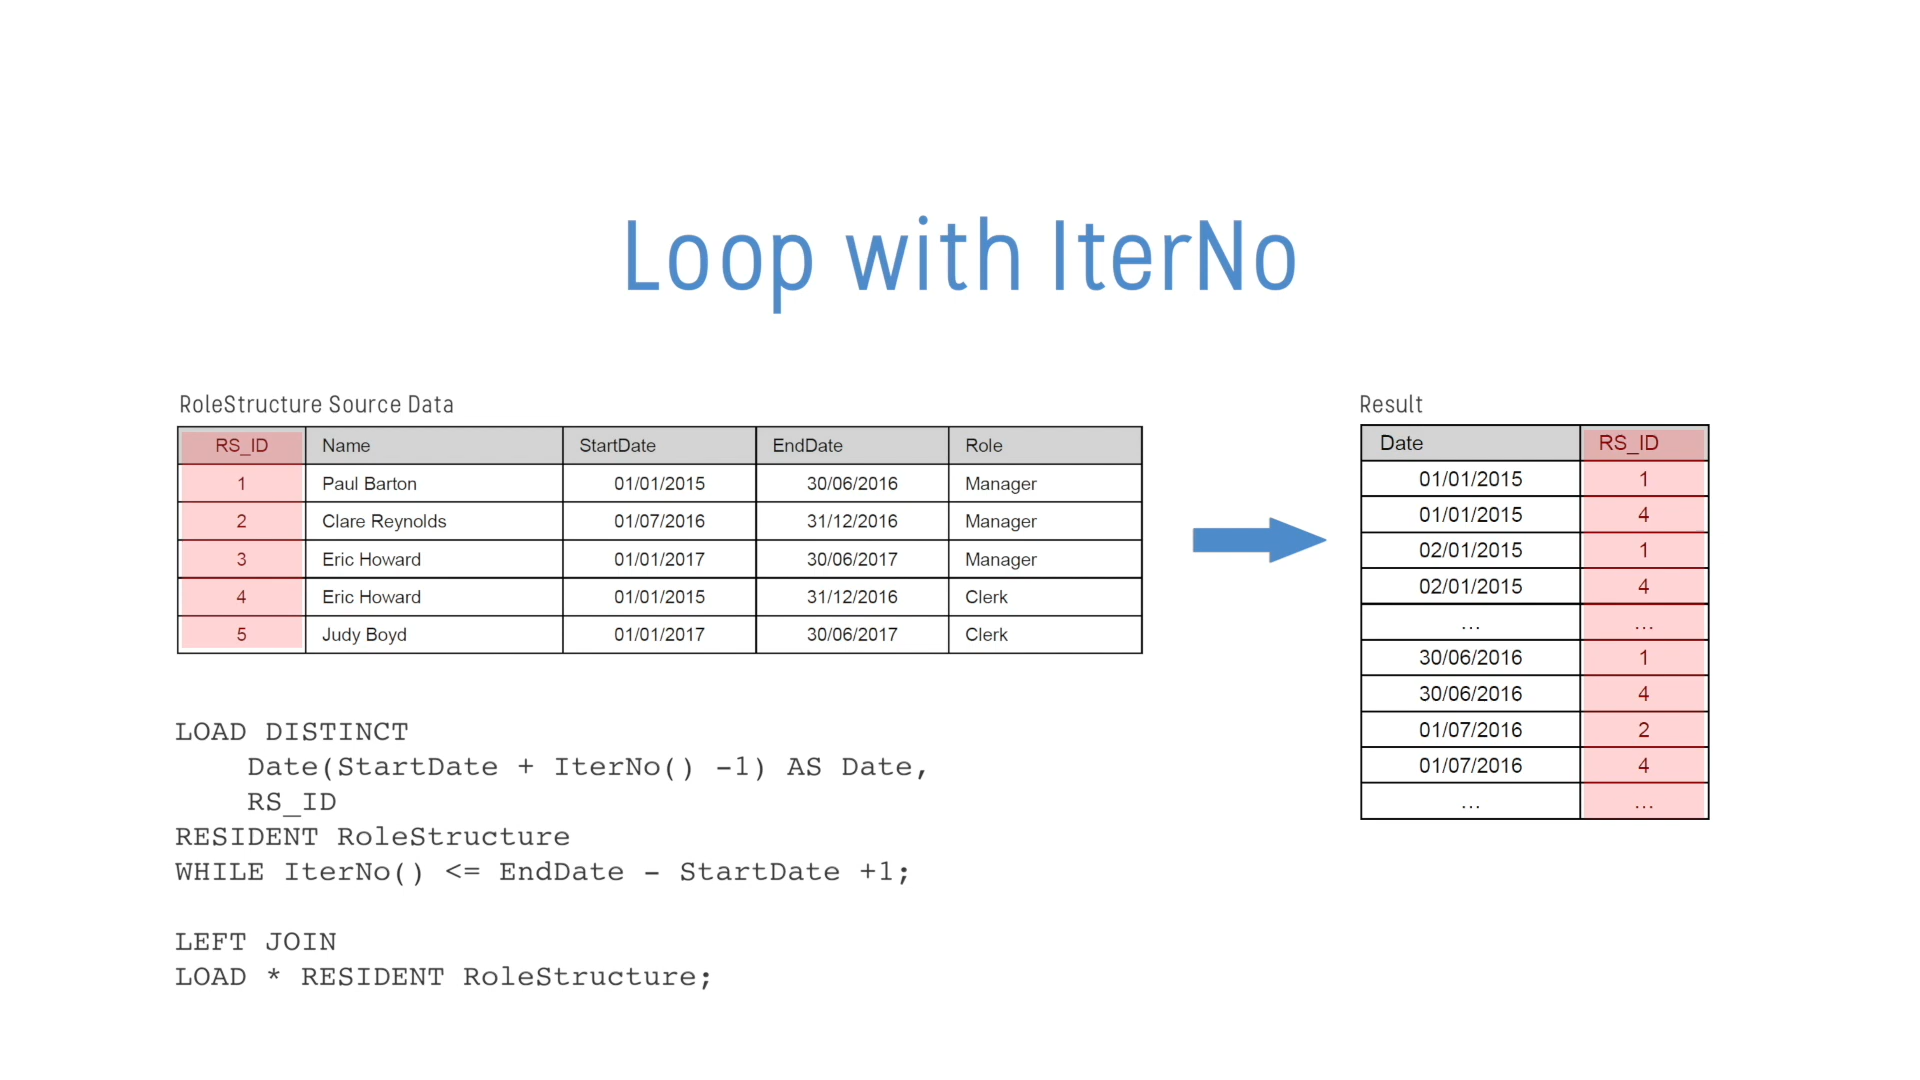 Loop with IterNo
RoleStructure Source Data
RS_ID Name StartDate EndDate Role
1 Paul Barton 01/01/2015 30/06/2016 Manager
2 Clare Reynolds 01/07/2016 31/12/2016 Manager
3 Eric Howard 01/01/2017 30/06/2017 Manager
4 Eric Howard 01/01/2015 31/12/2016 Clerk
5 Judy Boyd 01/01/2017 30/06/2017 Clerk
Result
Date RS_ID
01/01/2015 1
01/01/2015 4
02/01/2015 1
02/01/2015 4
... ...
30/06/2016 1
30/06/2016 4
01/07/2016 2
01/07/2016 4
... ...
LOAD DISTINCT
Date(StartDate + IterNo() -1) AS Date,
RS_ID
RESIDENT RoleStructure
WHILE IterNo() <= EndDate - StartDate +1;
LEFT JOIN
LOAD * RESIDENT RoleStructure;